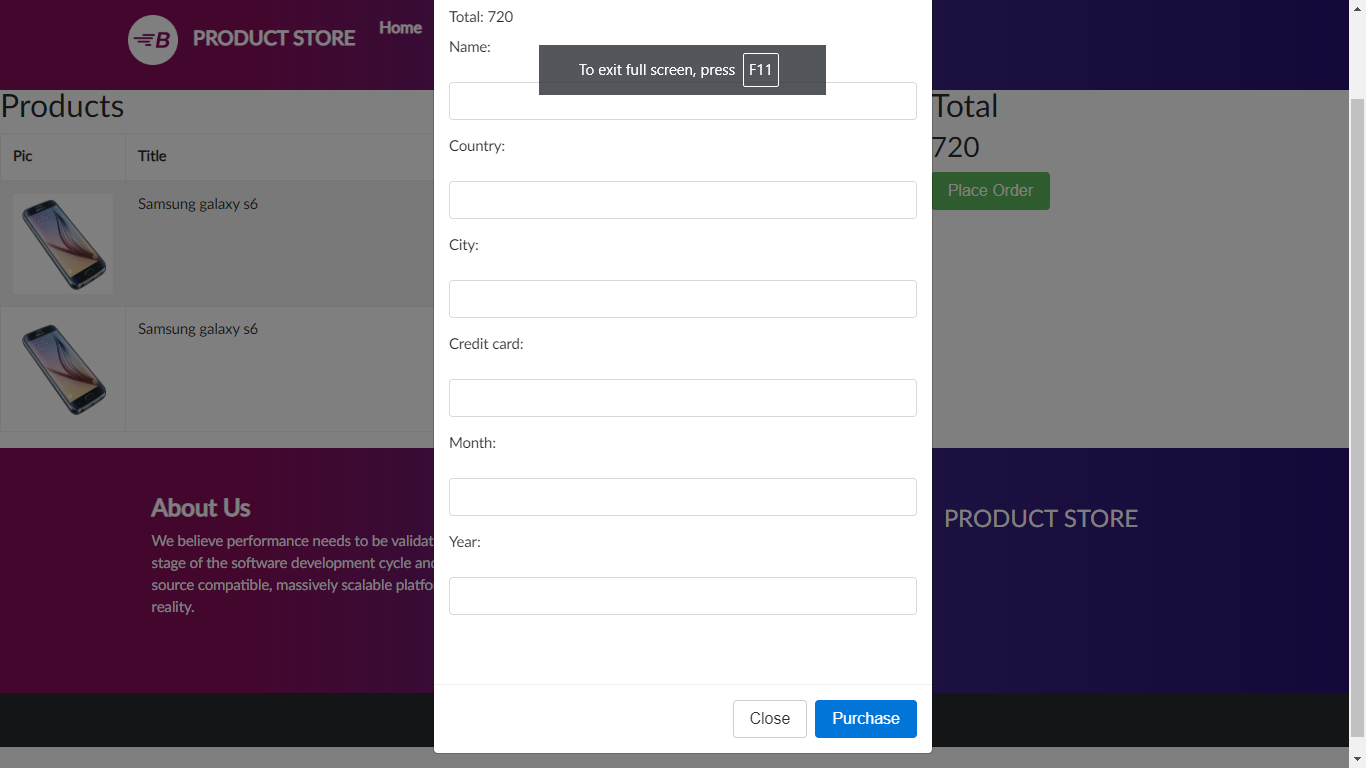 B PRODUCT STORE Home
Total: 720
Name:
To exit full screen, press F11
Country:
City:
Credit card:
Month:
Year:
Close Purchase
Products
Pic Title
Samsung galaxy s6
Samsung galaxy s6
Total
720
Place Order
About Us
We believe performance needs to be validat
stage of the software development cycle and
source compatible, massively scalable platfo
reality.
PRODUCT STORE